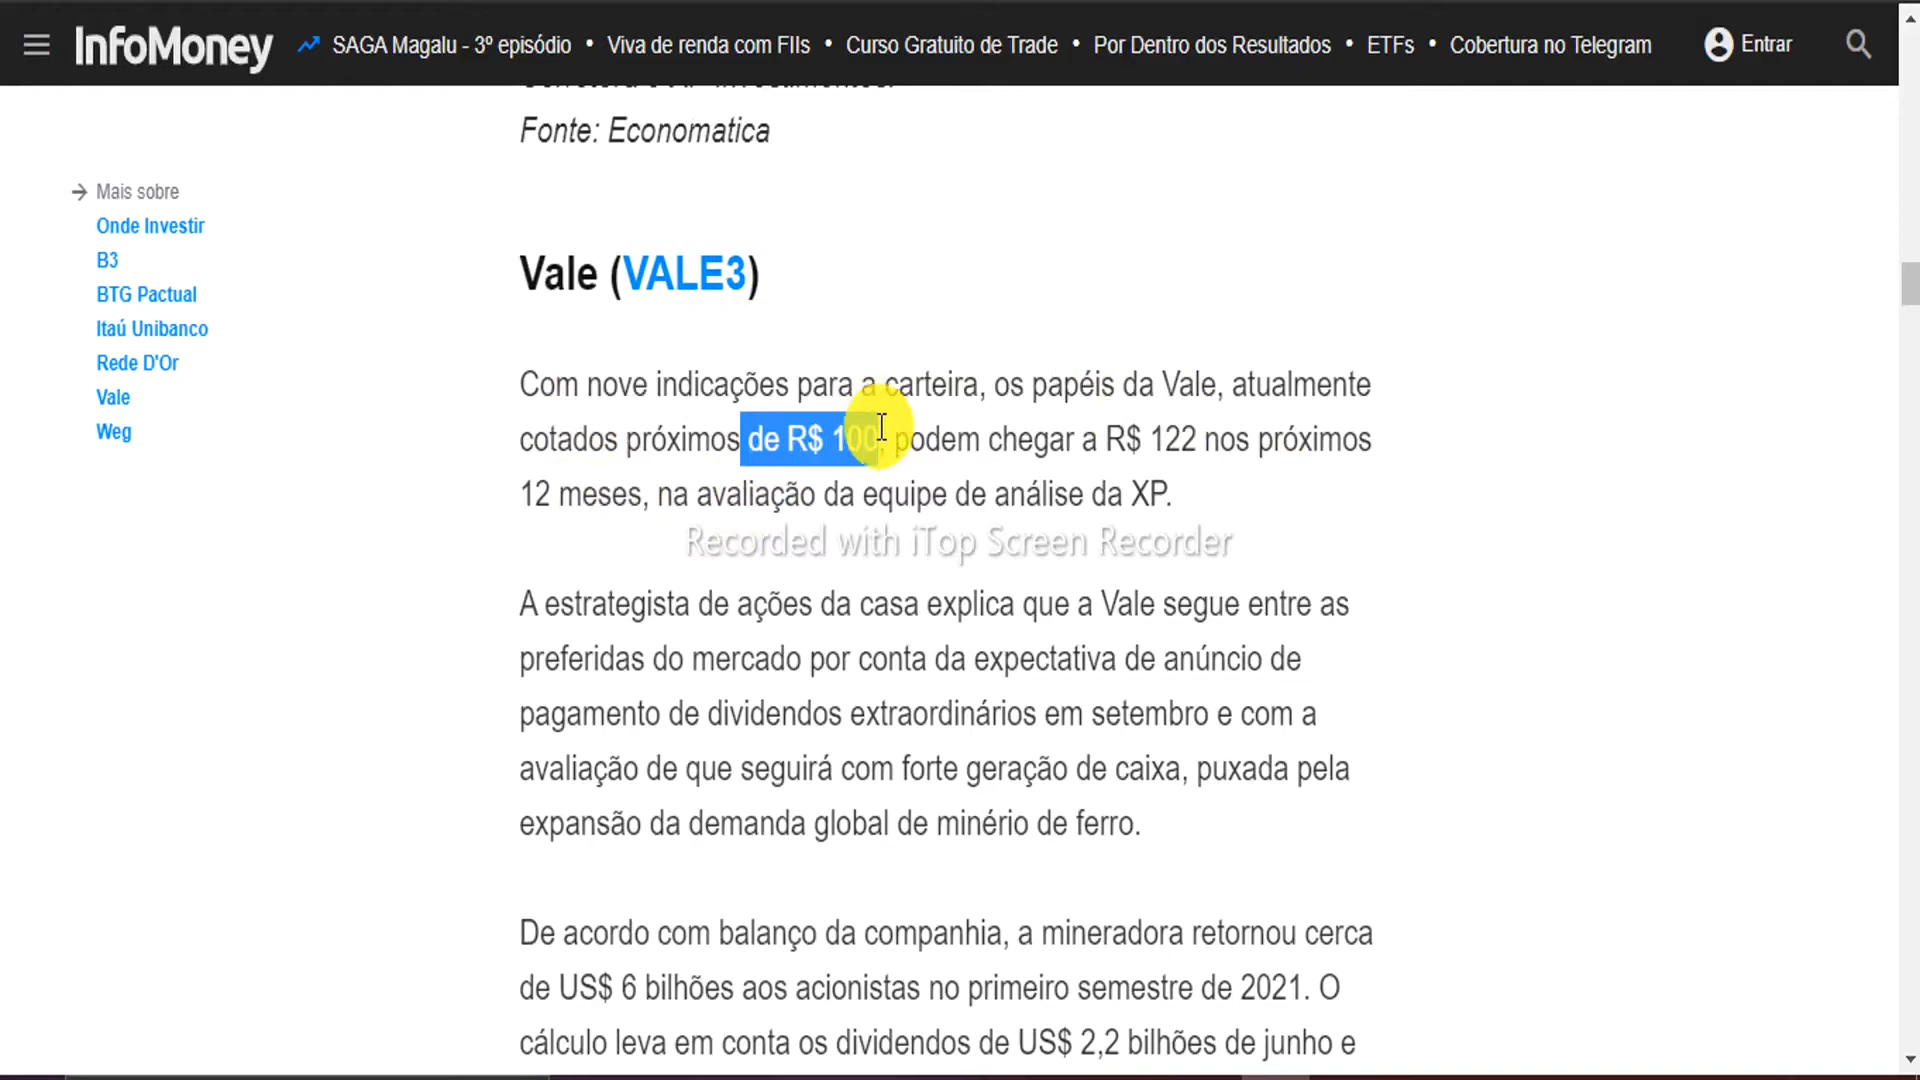 InfoMoney SAGA Magalu - 3º episódio • Viva de renda com FIIs • Curso Gratuito de Trade • Por Dentro dos Resultados • ETFs • Cobertura no Telegram Entrar
Fonte: Economatica
Mais sobre
Onde Investir
B3
BTG Pactual
Itaú Unibanco
Rede D'Or
Vale
Weg
Vale (VALE3)
Com nove indicações para a carteira, os papéis da Vale, atualmente
cotados próximos de R$ 100, podem chegar a R$ 122 nos próximos
12 meses, na avaliação da equipe de análise da XP.
Recorded with iTop Screen Recorder
A estrategista de ações da casa explica que a Vale segue entre as
preferidas do mercado por conta da expectativa de anúncio de
pagamento de dividendos extraordinários em setembro e com a
avaliação de que seguirá com forte geração de caixa, puxada pela
expansão da demanda global de minério de ferro.
De acordo com balanço da companhia, a mineradora retornou cerca
de US$ 6 bilhões aos acionistas no primeiro semestre de 2021. O
cálculo leva em conta os dividendos de US$ 2,2 bilhões de junho e